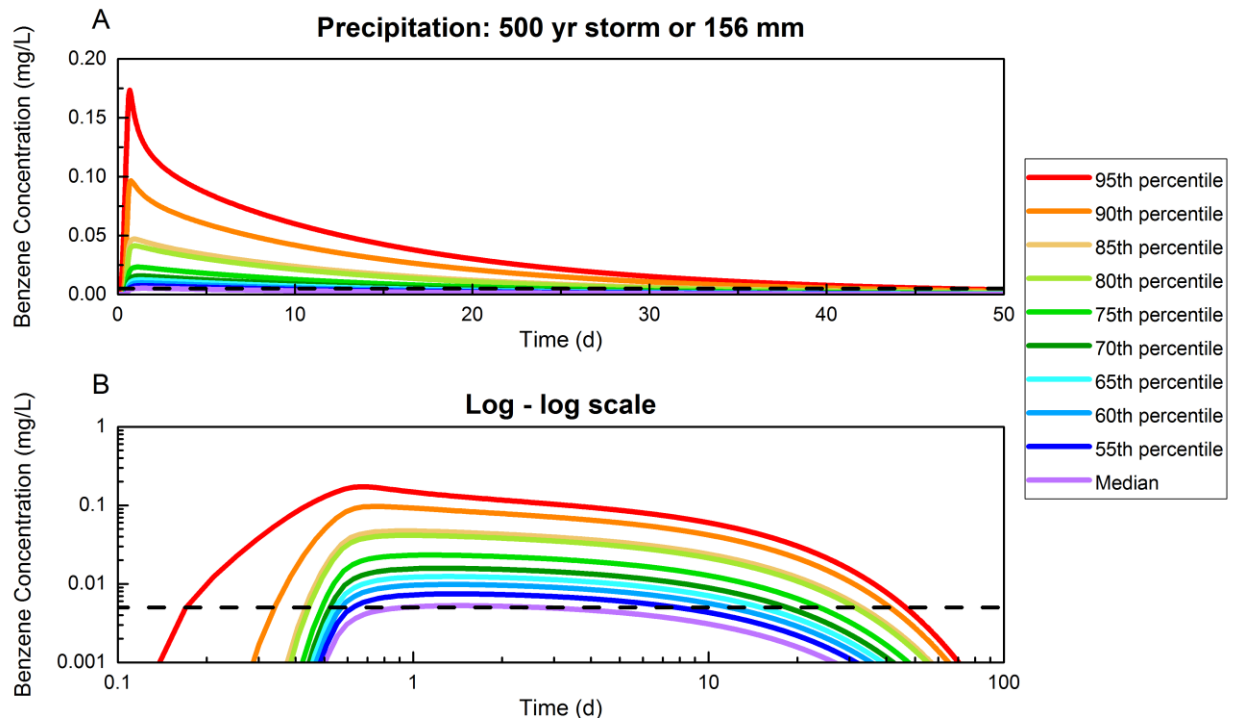 A
Precipitation: 500 yr storm or 156 mm
Benzene Concentration (mg/L)
0.20
0.15
0.10
0.05
0.00
0
10
20
30
40
50
Time (d)
95th percentile
90th percentile
85th percentile
80th percentile
75th percentile
70th percentile
65th percentile
60th percentile
55th percentile
Median
B
Log - log scale
Benzene Concentration (mg/L)
1
0.1
0.01
0.001
0.1
1
10
100
Time (d)